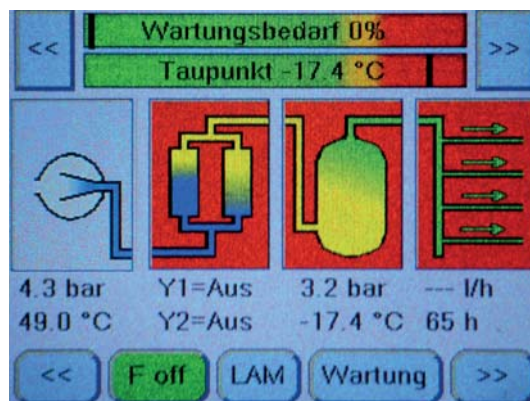 << Wartungsbedarf 0% >>
Taupunkt -17.4 °C
4.3 bar Y1=Aus 3.2 bar --- l/h
49.0 °C Y2=Aus -17.4 °C 65 h
<< F off LAM Wartung >>